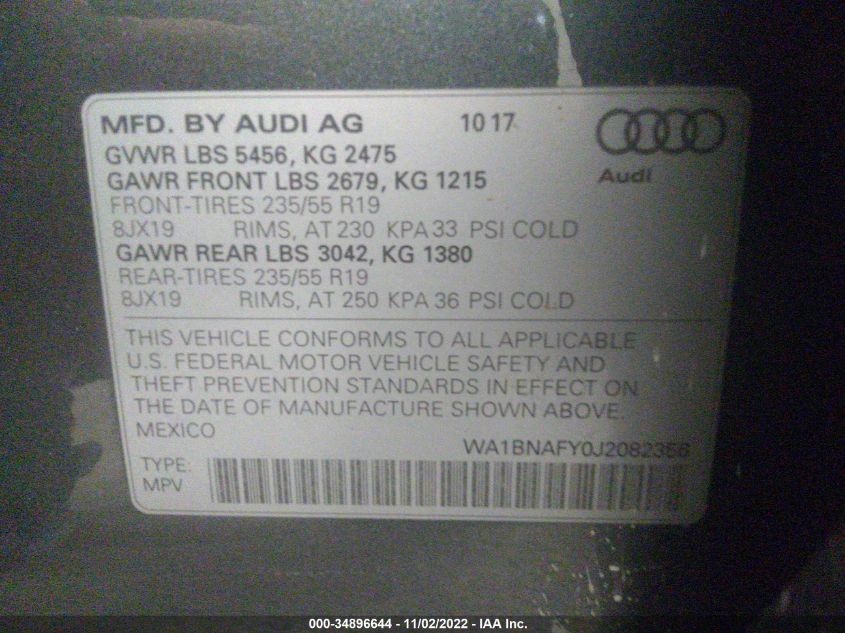 MFD. BY AUDI AG 10 17
GVWR LBS 5456, KG 2475
GAWR FRONT LBS 2679, KG 1215
Audi
FRONT-TIRES 235/55 R19
8JX19 RIMS, AT 230 KPA 33 PSI COLD
GAWR REAR LBS 3042, KG 1380
REAR-TIRES 235/55 R19
8JX19 RIMS, AT 250 KPA 36 PSI COLD
THIS VEHICLE CONFORMS TO ALL APPLICABLE
U.S. FEDERAL MOTOR VEHICLE SAFETY AND
THEFT PREVENTION STANDARDS IN EFFECT ON
THE DATE OF MANUFACTURE SHOWN ABOVE.
MEXICO
WA1BNAFY0J2082356
TYPE:
MPV
000-34896644 - 11/02/2022 - IAA Inc.